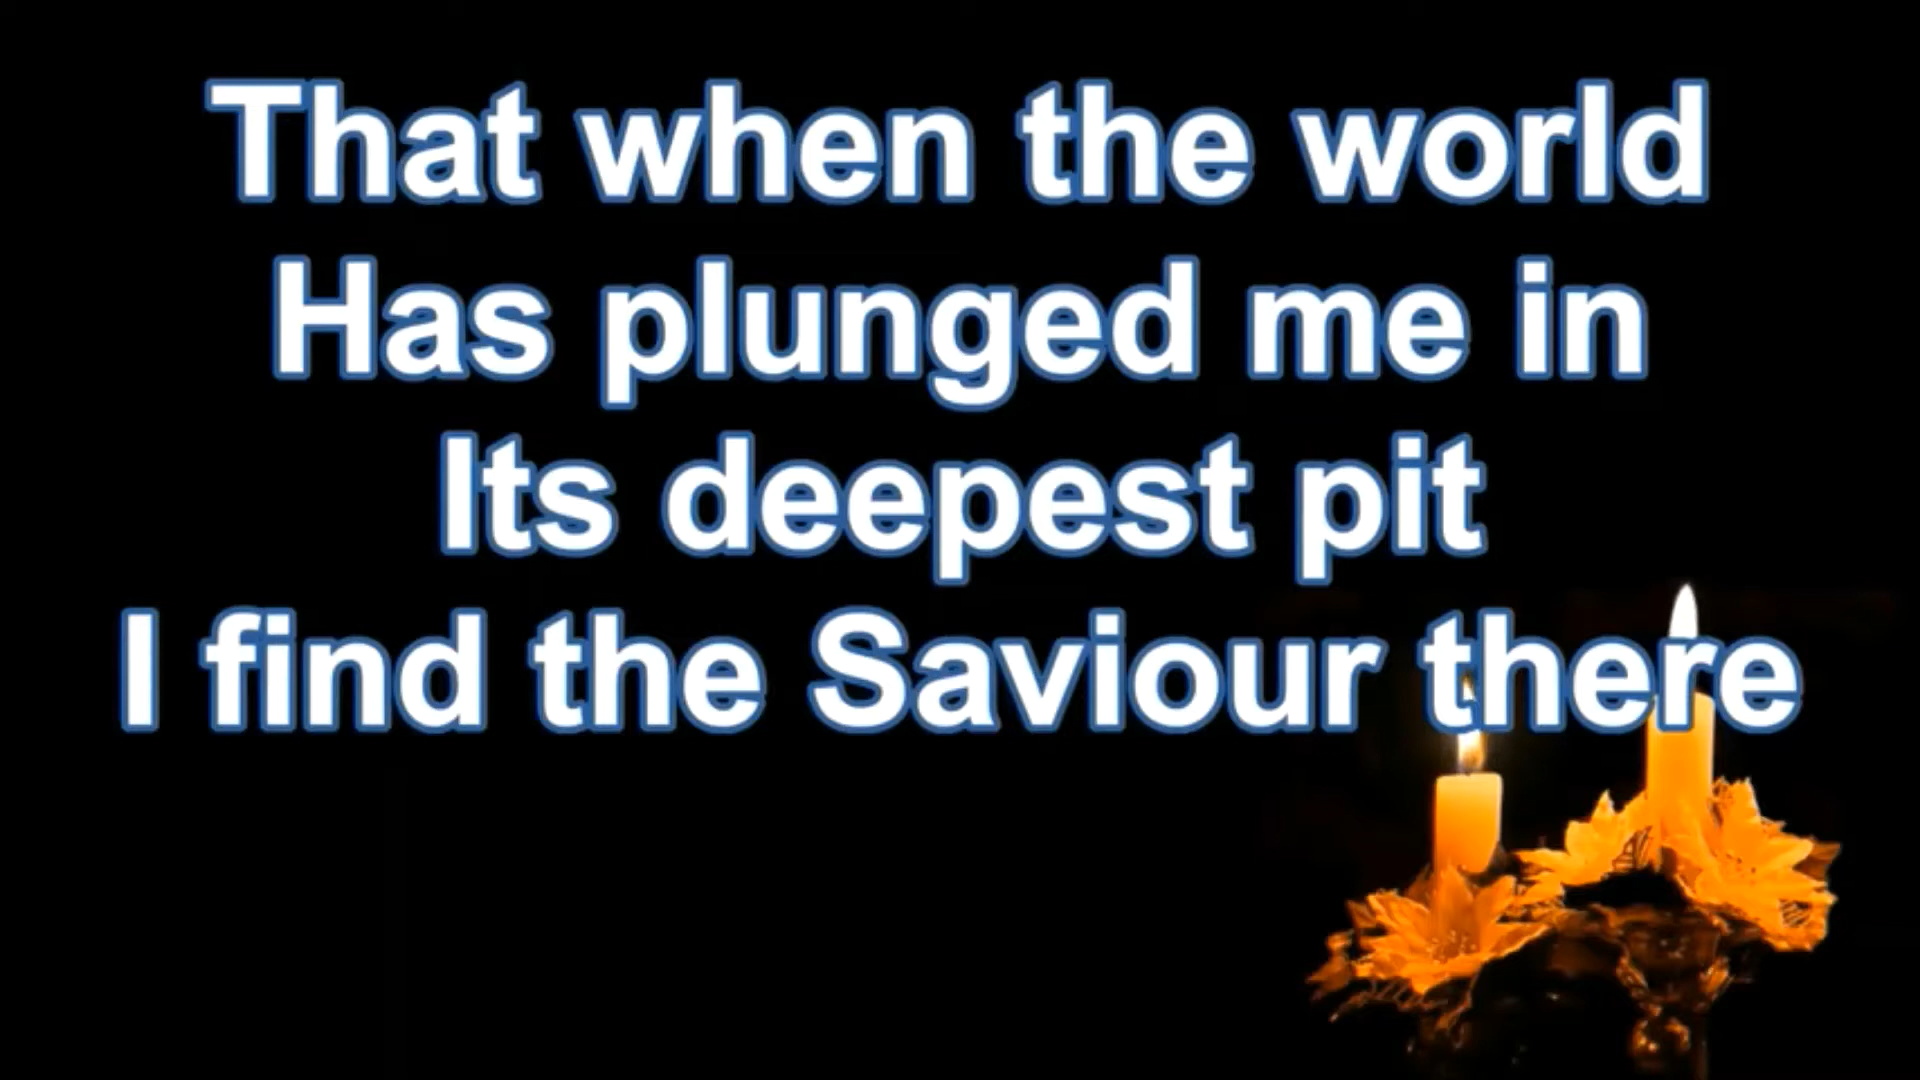 That when the world
Has plunged me in
Its deepest pit
I find the Saviour there